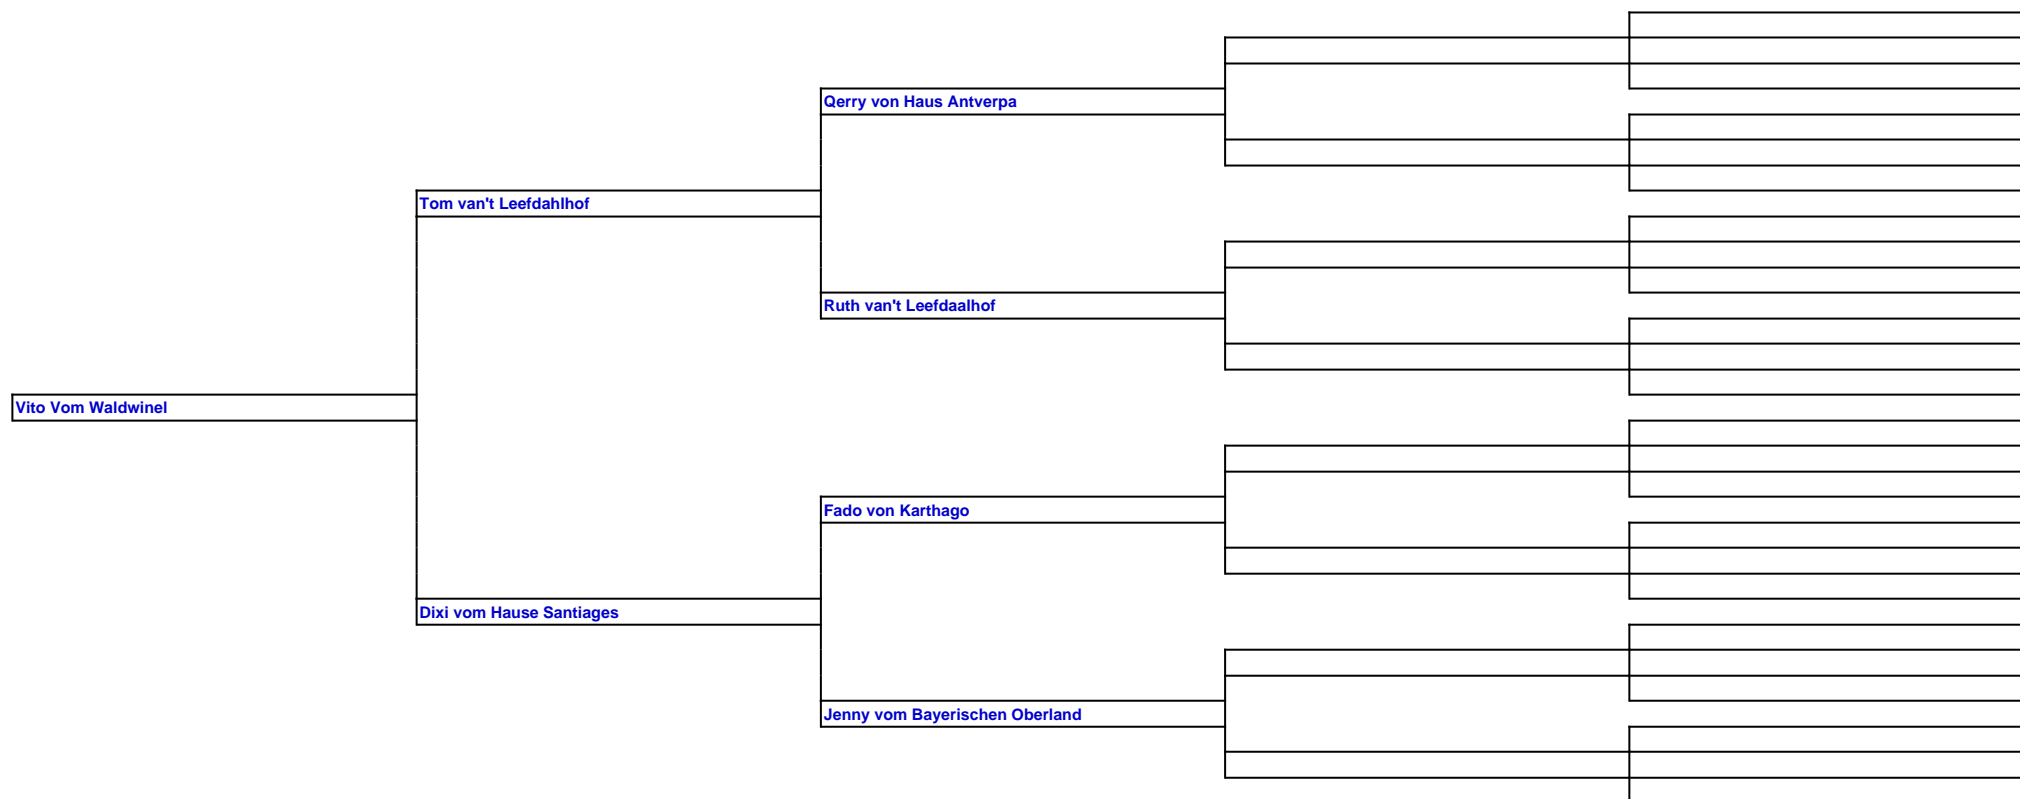 Qerry von Haus Antverpa
Tom van't Leefdahlhof
Ruth van't Leefdaalhof
Vito Vom Waldwinel
Fado von Karthago
Dixi vom Hause Santiages
Jenny vom Bayerischen Oberland